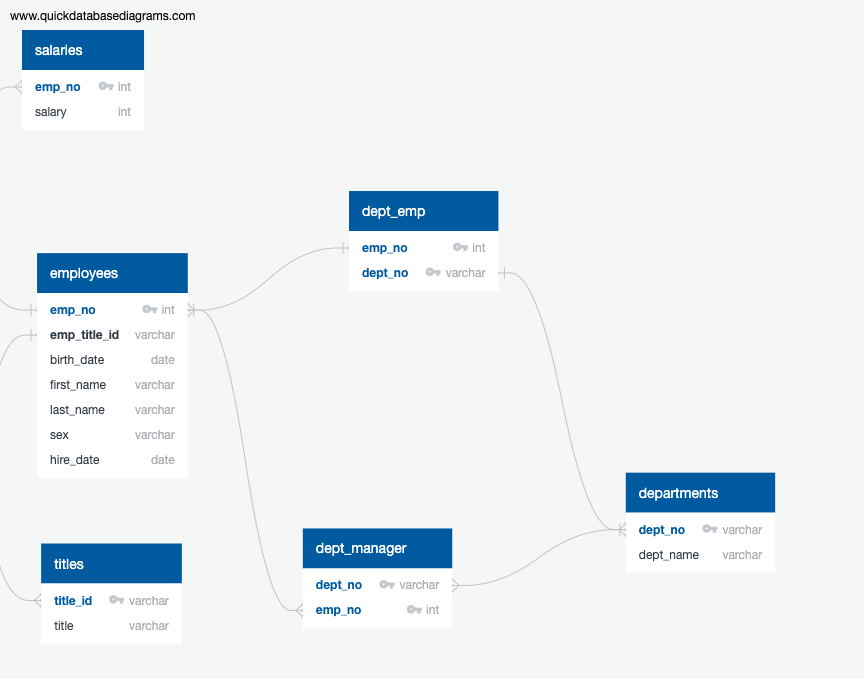 www.quickdatabasediagrams.com
salaries
emp_no int
salary int
dept_emp
emp_no int
dept_no varchar
employees
emp_no int
emp_title_id varchar
birth_date date
first_name varchar
last_name varchar
sex varchar
hire_date date
departments
dept_no varchar
dept_name varchar
dept_manager
dept_no varchar
emp_no int
titles
title_id varchar
title varchar